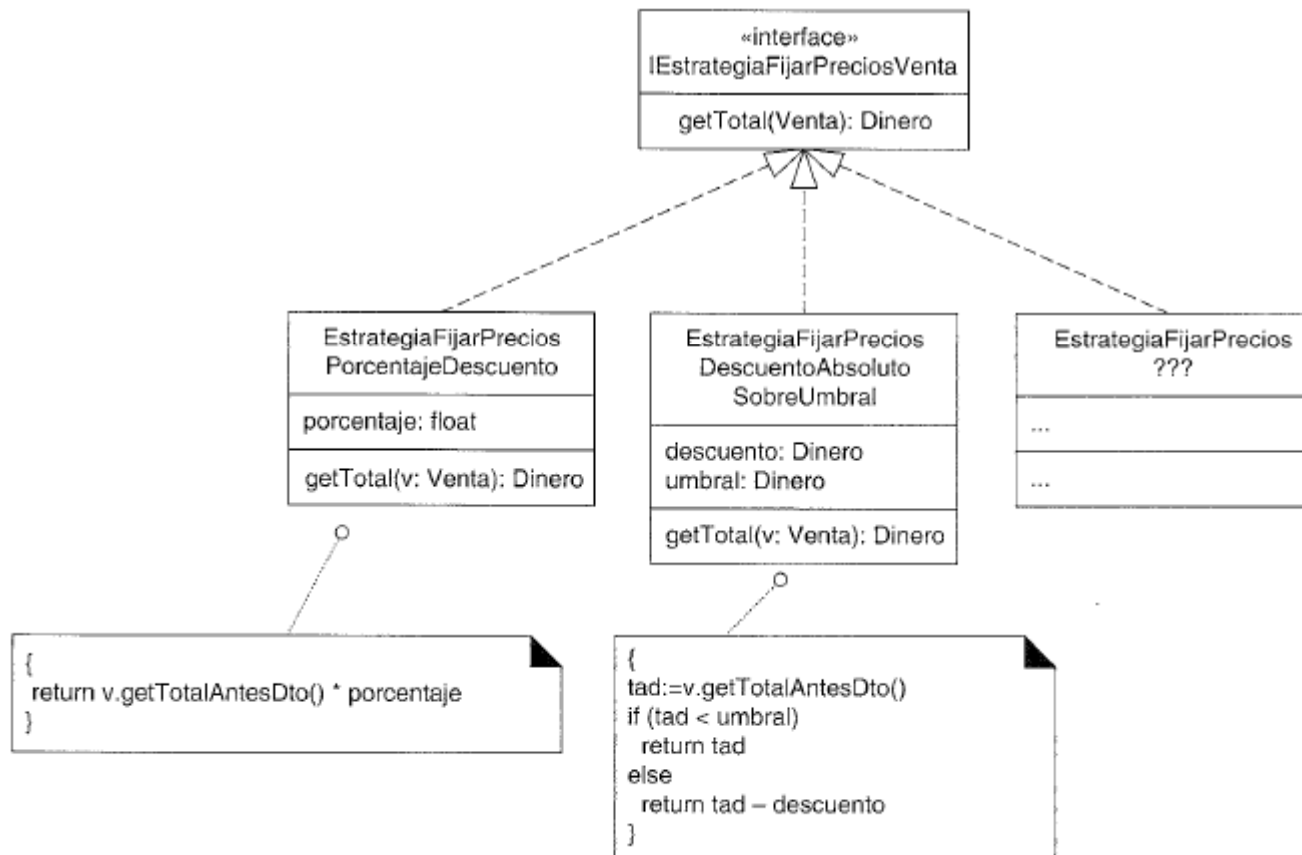 «interface»
IEstrategiaFijarPreciosVenta
getTotal(Venta): Dinero
EstrategiaFijarPrecios
PorcentajeDescuento
porcentaje: float
getTotal(v: Venta): Dinero
EstrategiaFijarPrecios
DescuentoAbsoluto
SobreUmbral
descuento: Dinero
umbral: Dinero
getTotal(v: Venta): Dinero
EstrategiaFijarPrecios
???
...
...
{
return v.getTotalAntesDto() * porcentaje
}
{
tad:=v.getTotalAntesDto()
if (tad < umbral)
return tad
else
return tad – descuento
}